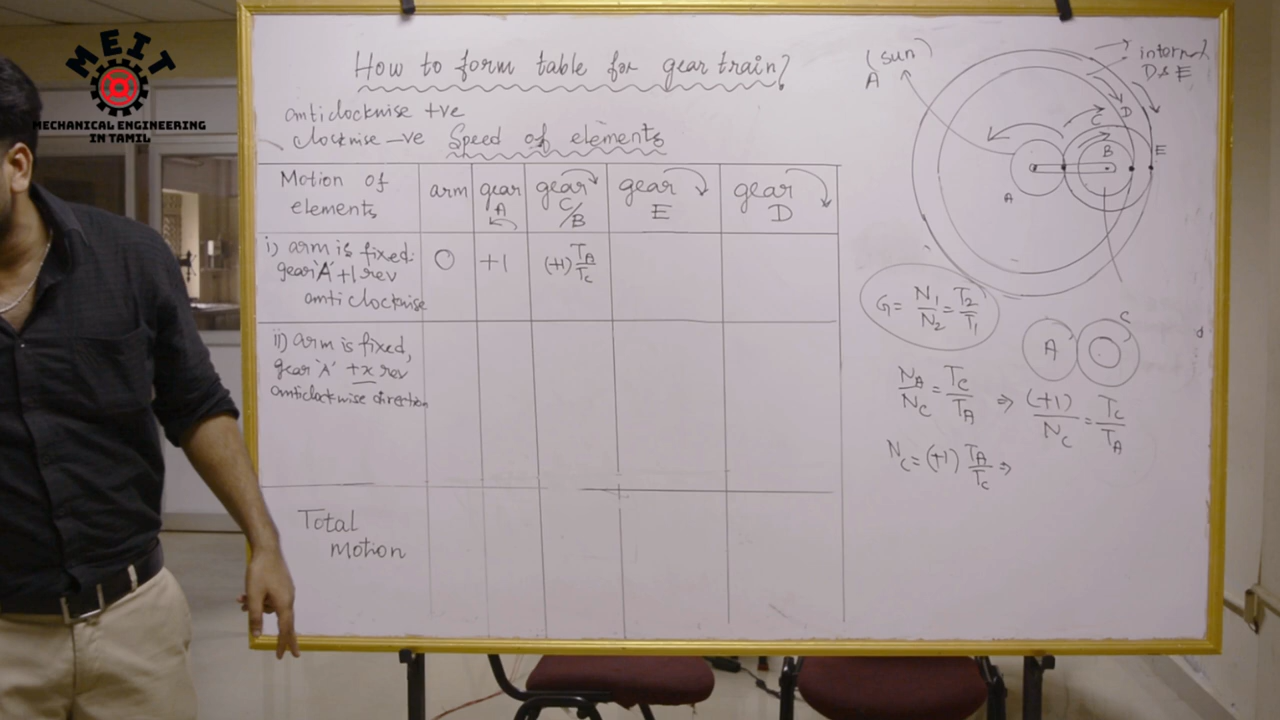 MEIT
MECHANICAL ENGINEERING
IN TAMIL
How to form table for gear train?
anticlockwise +ve
clockwise -ve Speed of elements
Motion of elements
arm
gear A
gear C/B
gear E
gear D
i) arm is fixed.
gear 'A' +1 rev
anticlockwise
0
+1
(+1) TA/TC
ii) arm is fixed,
gear 'A' +x rev
anticlockwise direction
Total
Motion
(sun)
A
internal
D & E
D
C
B
E
A
G = N1/N2 = T2/T1
A
C
NA/NC = TC/TA ⇒ (+1)/NC = TC/TA
NC = (+1) TA/TC ⇒